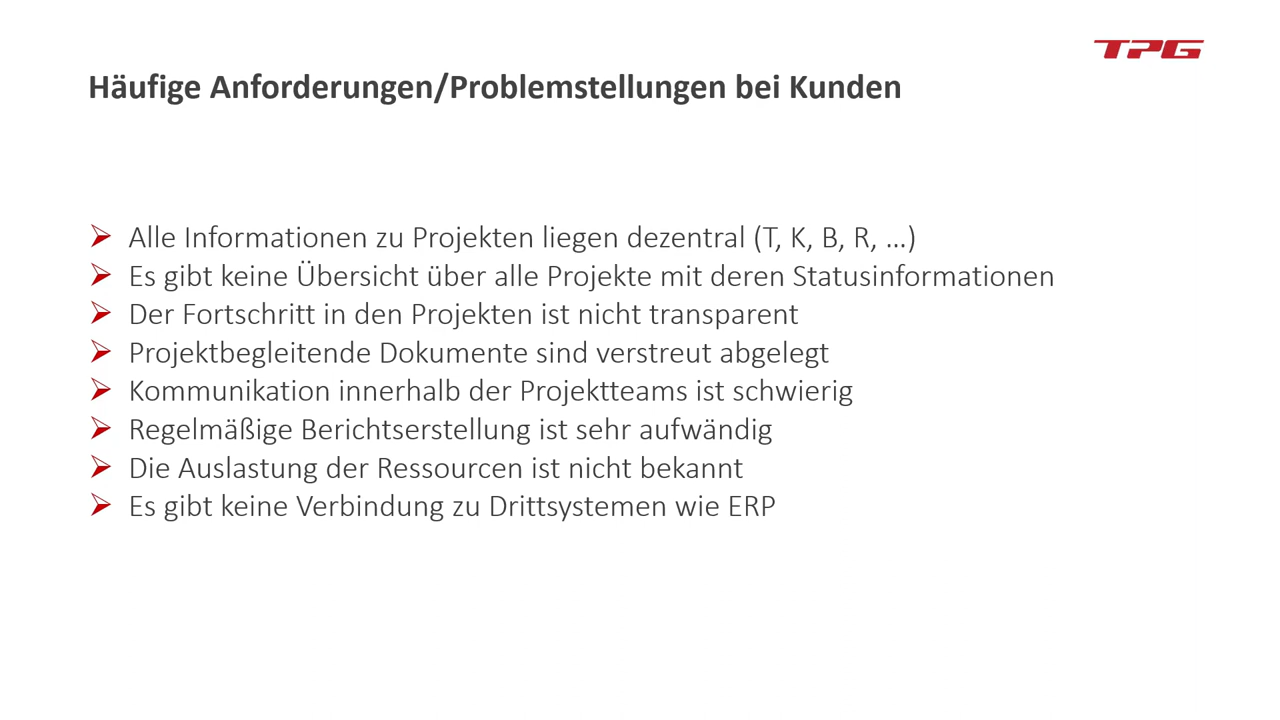 TPG
Häufige Anforderungen/Problemstellungen bei Kunden
Alle Informationen zu Projekten liegen dezentral (T, K, B, R, …)
Es gibt keine Übersicht über alle Projekte mit deren Statusinformationen
Der Fortschritt in den Projekten ist nicht transparent
Projektbegleitende Dokumente sind verstreut abgelegt
Kommunikation innerhalb der Projektteams ist schwierig
Regelmäßige Berichtserstellung ist sehr aufwändig
Die Auslastung der Ressourcen ist nicht bekannt
Es gibt keine Verbindung zu Drittsystemen wie ERP